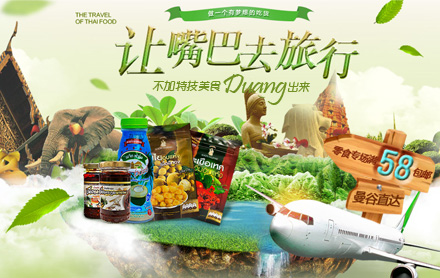 THE TRAVEL
OF THAI FOOD
做一个有梦想的吃货
让嘴巴去旅行
不加特技美食Duang出来
零食专运满58包邮
曼谷直达